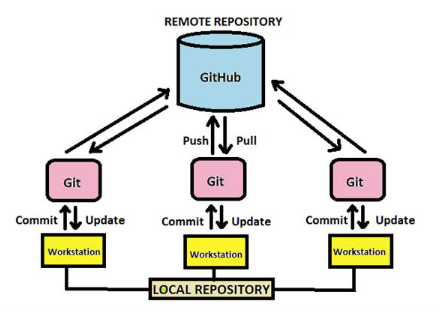 REMOTE REPOSITORY
GitHub
Push
Pull
Git
Git
Git
Commit
Update
Commit
Update
Commit
Update
Workstation
Workstation
Workstation
LOCAL REPOSITORY